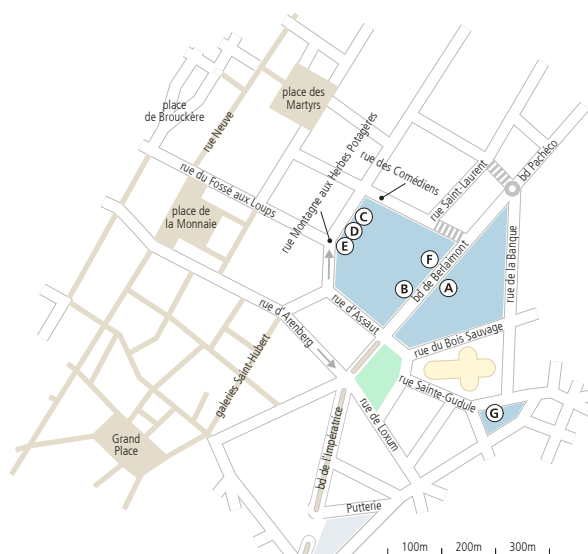 place des
Martyrs
place
de Brouckère
rue Neuve
rue Montagne aux Herbes Potagères
rue des Comédiens
rue Saint-Laurent
bd Pachéco
rue du Fossé aux Loups
place de
la Monnaie
C
D
E
F
B
A
bd de Berlaimont
rue de la Banque
rue d'Assaut
rue d'Arenberg
rue du Bois Sauvage
galeries Saint-Hubert
rue Sainte-Gudule
G
rue de Loxum
Grand
Place
bd de l'Impératrice
Putterie
100m
200m
300m